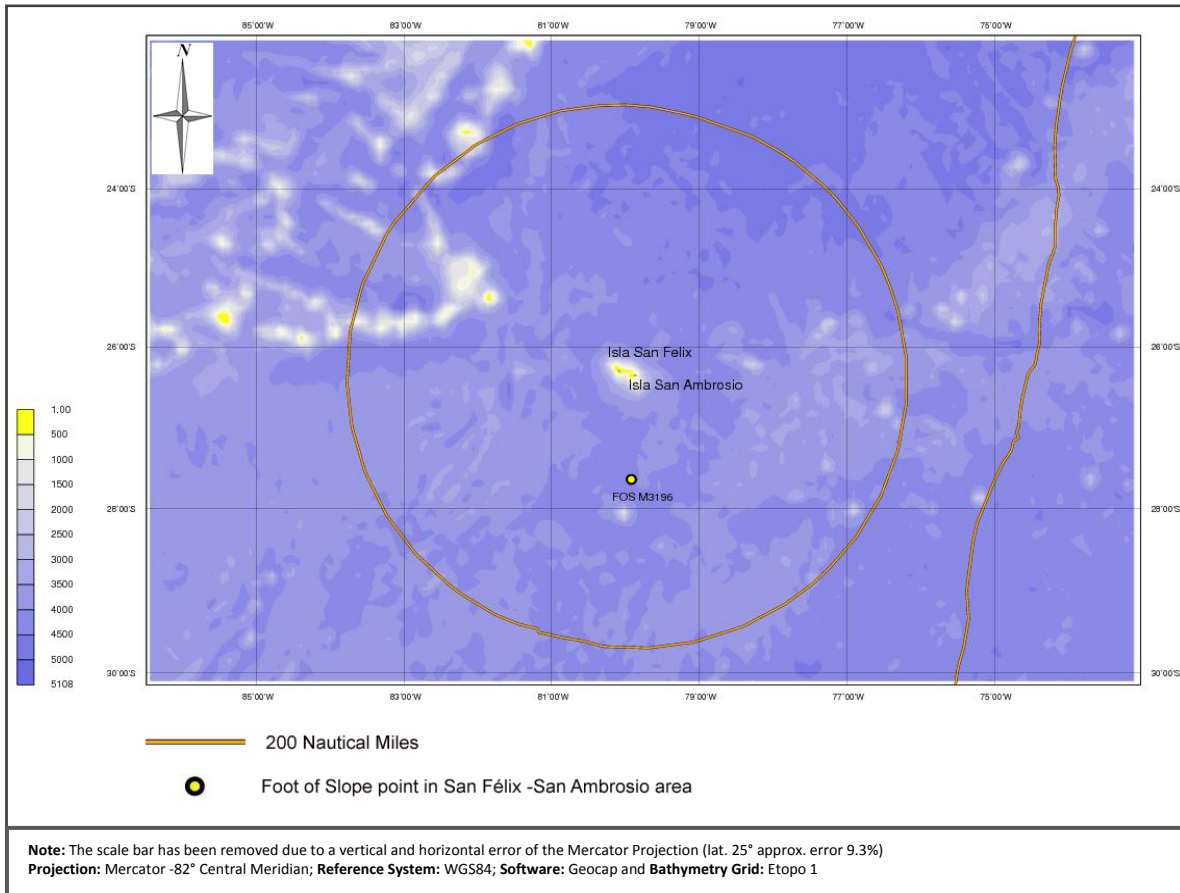 85°00'W 83°00'W 81°00'W 79°00'W 77°00'W 75°00'W
N
24°00'S 24°00'S
26°00'S 26°00'S
Isla San Felix
Isla San Ambrosio
FOS M3196
28°00'S 28°00'S
30°00'S 30°00'S
85°00'W 83°00'W 81°00'W 79°00'W 77°00'W 75°00'W
1.00
500
1000
1500
2000
2500
3000
3500
4000
4500
5000
5108
200 Nautical Miles
Foot of Slope point in San Félix -San Ambrosio area
Note: The scale bar has been removed due to a vertical and horizontal error of the Mercator Projection (lat. 25° approx. error 9.3%)
Projection: Mercator -82° Central Meridian; Reference System: WGS84; Software: Geocap and Bathymetry Grid: Etopo 1